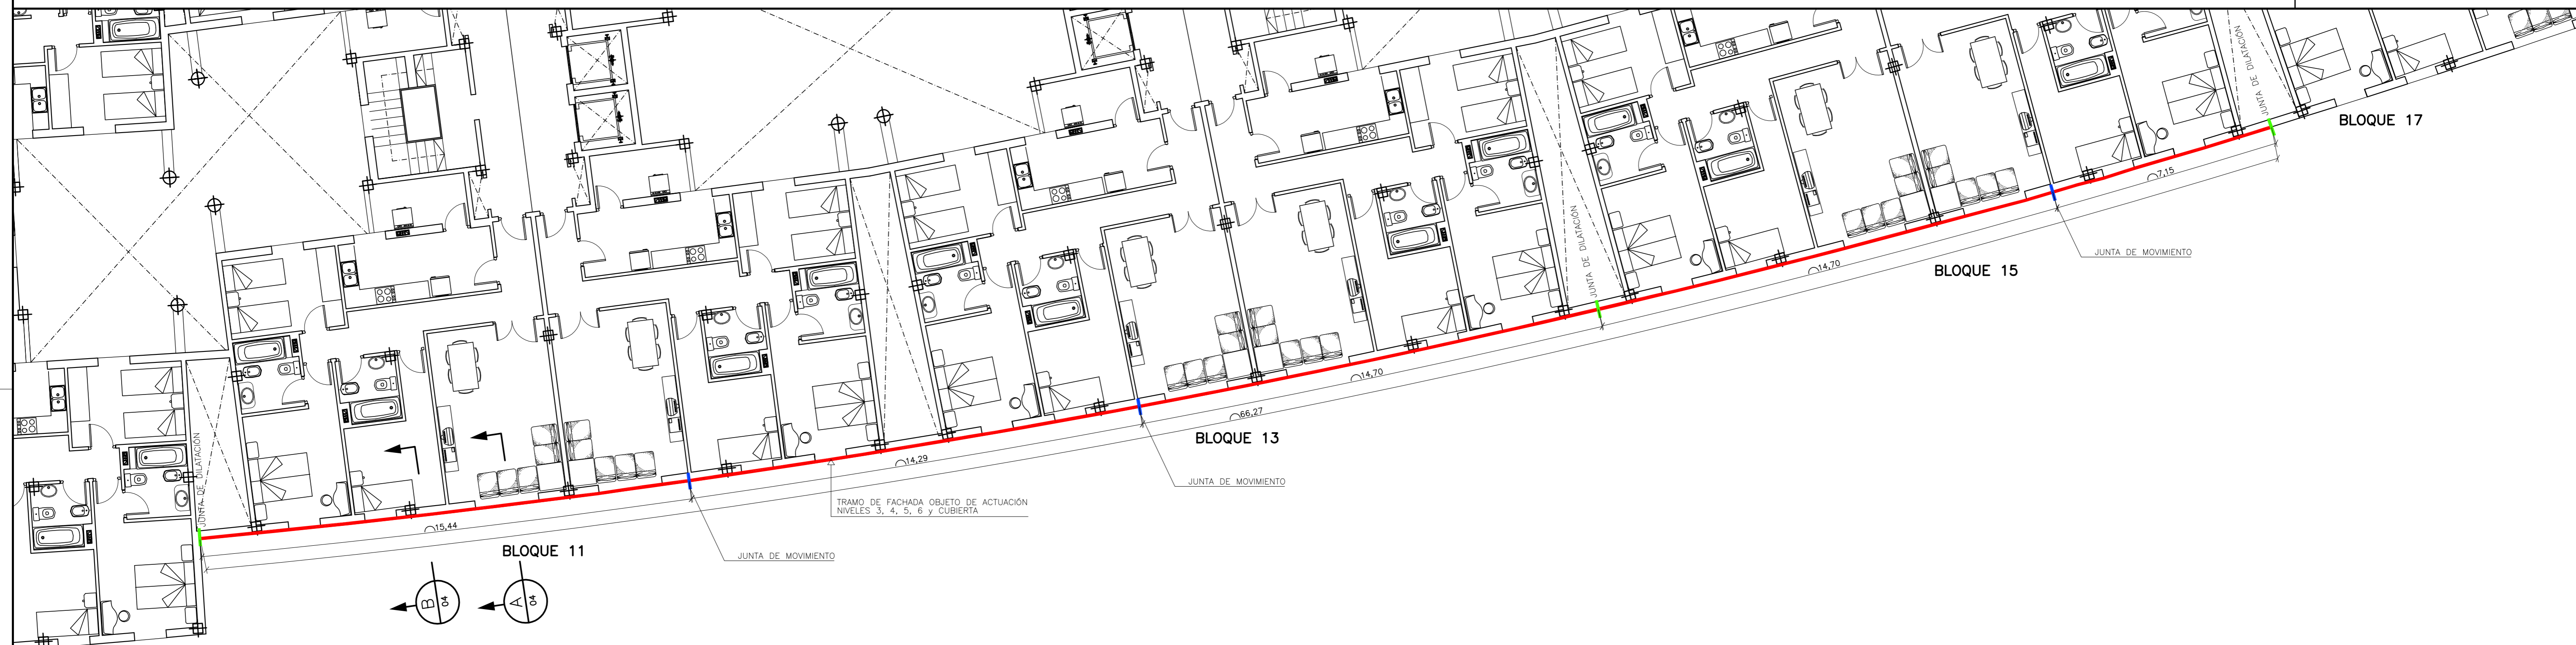 JUNTA DE DILATACIÓN
BLOQUE 17
7,15
JUNTA DE MOVIMIENTO
BLOQUE 15
14,70
JUNTA DE DILATACIÓN
14,70
66,27
BLOQUE 13
JUNTA DE MOVIMIENTO
14,29
TRAMO DE FACHADA OBJETO DE ACTUACIÓN
NIVELES 3, 4, 5, 6 y CUBIERTA
JUNTA DE DILATACIÓN
15,44
BLOQUE 11
JUNTA DE MOVIMIENTO
B
04
A
04